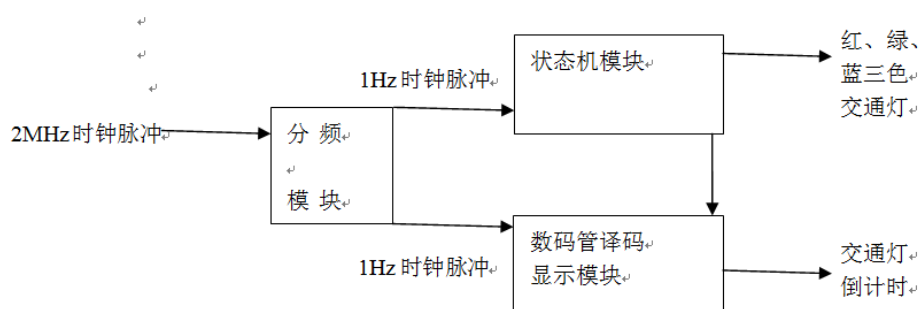 红、绿、
状态机模块
蓝三色
1Hz 时钟脉冲
交通灯
2MHz 时钟脉冲
分 频
模 块
数码管译码
交通灯
1Hz 时钟脉冲
显示模块
倒计时